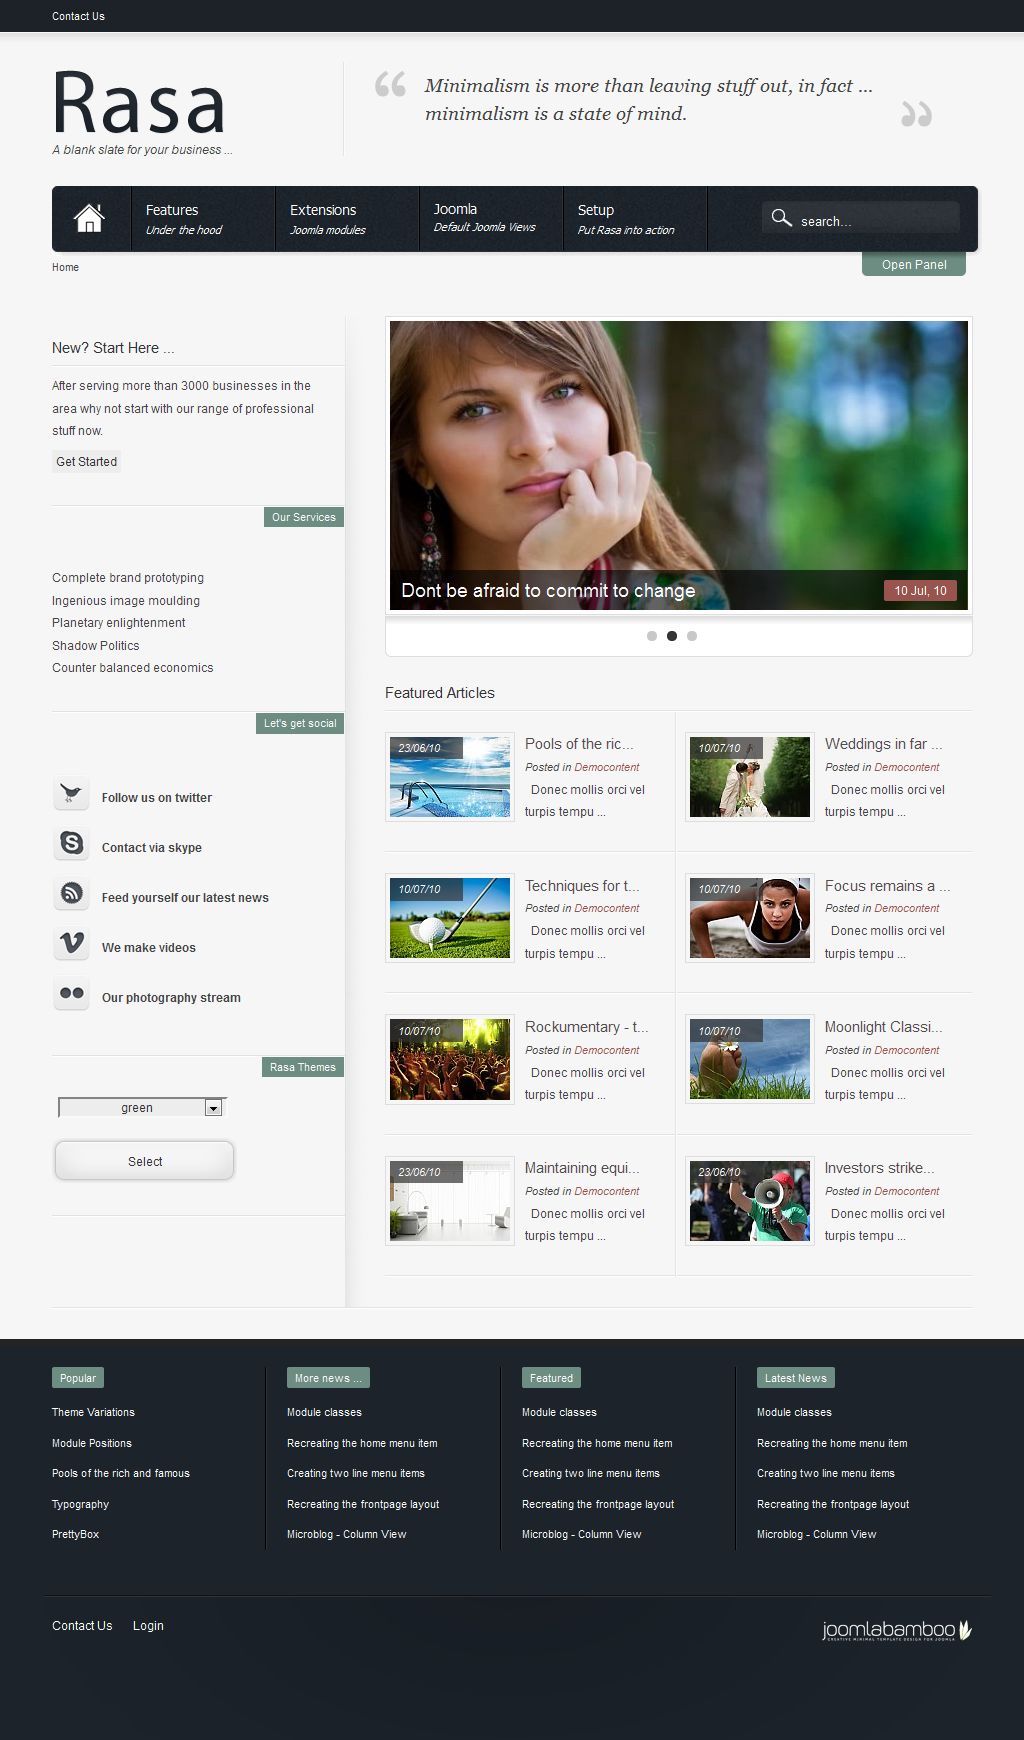 Contact Us
Rasa
A blank slate for your business ...
“ Minimalism is more than leaving stuff out, in fact ...
minimalism is a state of mind. ”
Features
Under the hood
Extensions
Joomla modules
Joomla
Default Joomla Views
Setup
Put Rasa into action
search...
Home
Open Panel
New? Start Here ...
After serving more than 3000 businesses in the
area why not start with our range of professional
stuff now.
Get Started
Our Services
Complete brand prototyping
Ingenious image moulding
Planetary enlightenment
Shadow Politics
Counter balanced economics
Let's get social
Follow us on twitter
Contact via skype
Feed yourself our latest news
We make videos
Our photography stream
Rasa Themes
green
Select
Dont be afraid to commit to change
10 Jul, 10
Featured Articles
23/06/10
Pools of the ric...
Posted in Democontent
Donec mollis orci vel
turpis tempu ...
10/07/10
Weddings in far ...
Posted in Democontent
Donec mollis orci vel
turpis tempu ...
10/07/10
Techniques for t...
Posted in Democontent
Donec mollis orci vel
turpis tempu ...
10/07/10
Focus remains a ...
Posted in Democontent
Donec mollis orci vel
turpis tempu ...
10/07/10
Rockumentary - t...
Posted in Democontent
Donec mollis orci vel
turpis tempu ...
10/07/10
Moonlight Classi...
Posted in Democontent
Donec mollis orci vel
turpis tempu ...
23/06/10
Maintaining equi...
Posted in Democontent
Donec mollis orci vel
turpis tempu ...
23/06/10
Investors strike...
Posted in Democontent
Donec mollis orci vel
turpis tempu ...
Popular
Theme Variations
Module Positions
Pools of the rich and famous
Typography
PrettyBox
More news ...
Module classes
Recreating the home menu item
Creating two line menu items
Recreating the frontpage layout
Microblog - Column View
Featured
Module classes
Recreating the home menu item
Creating two line menu items
Recreating the frontpage layout
Microblog - Column View
Latest News
Module classes
Recreating the home menu item
Creating two line menu items
Recreating the frontpage layout
Microblog - Column View
Contact Us
Login
joomlabamboo
CREATIVE MINIMAL TEMPLATE DESIGN FOR JOOMLA